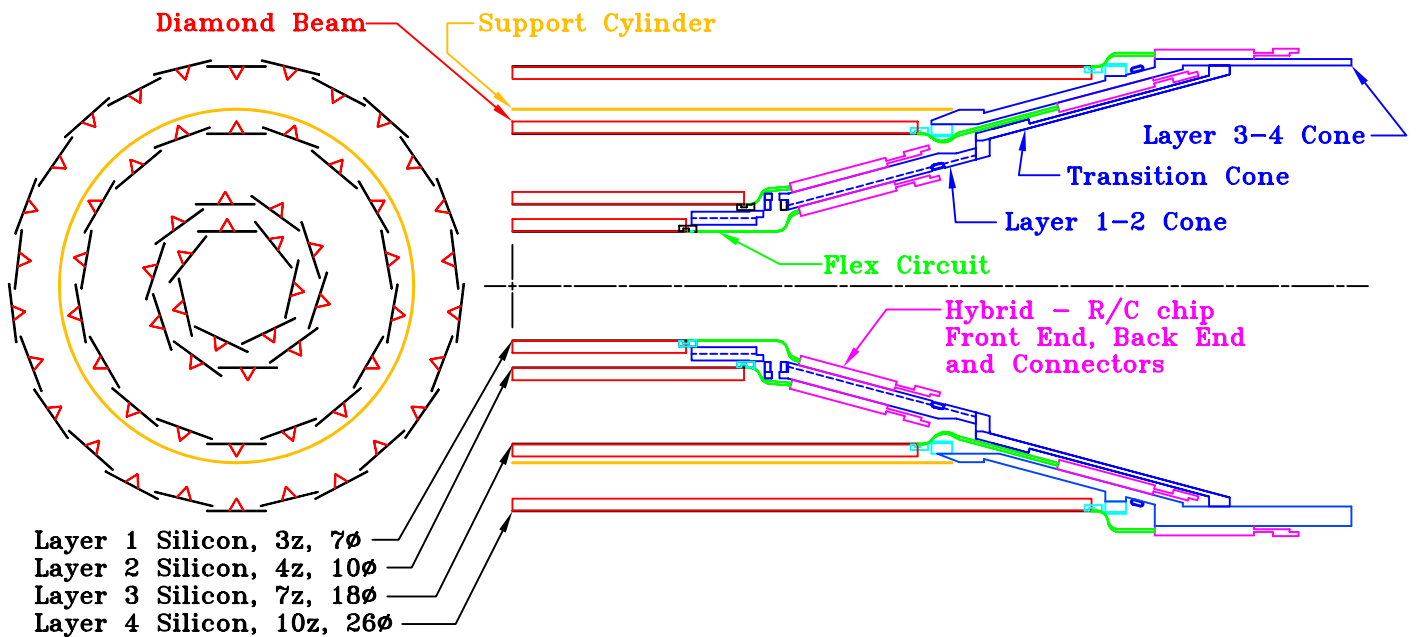 Diamond Beam
Support Cylinder
Layer 3-4 Cone
Transition Cone
Layer 1-2 Cone
Flex Circuit
Hybrid - R/C chip
Front End, Back End
and Connectors
Layer 1 Silicon, 3z, 7ø
Layer 2 Silicon, 4z, 10ø
Layer 3 Silicon, 7z, 18ø
Layer 4 Silicon, 10z, 26ø